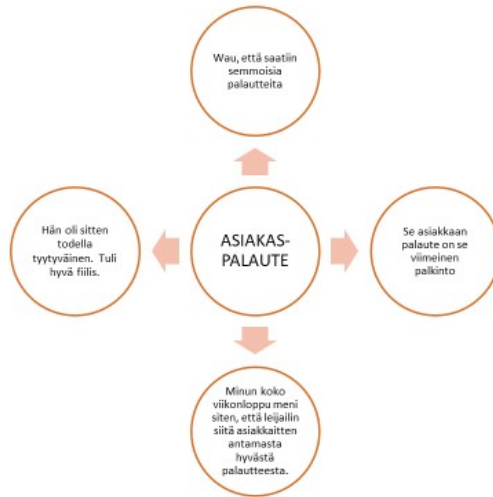 Wau, että saatiin
semmoisia
palautteita
Hän oli sitten
todella
tyytyväinen. Tuli
hyvä fiilis.
ASIAKAS-
PALAUTE
Se asiakkaan
palaute on se
viimeinen
palkinto
Minun koko
viikonloppu meni
siten, että leijailin
siitä asiakkaitten
antamasta
hyvästä
palautteesta.